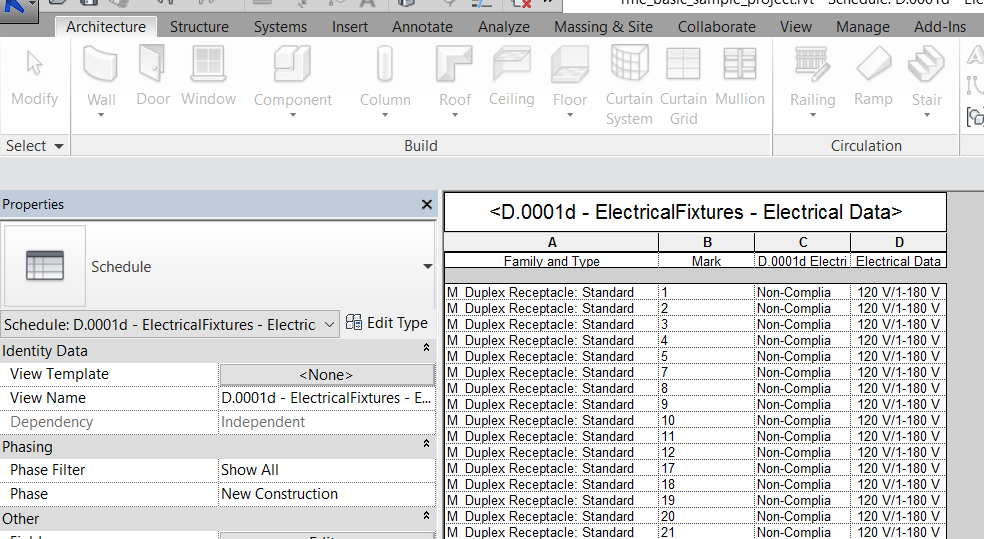 rme_basic_sample_project.rvt - Schedule: D.0001d - Ele
Architecture Structure Systems Insert Annotate Analyze Massing & Site Collaborate View Manage Add-Ins
Modify Wall Door Window Component Column Roof Ceiling Floor Curtain System Curtain Grid Mullion Railing Ramp Stair
Select Build Circulation
Properties
Schedule
Schedule: D.0001d - ElectricalFixtures - Electric Edit Type
Identity Data
View Template <None>
View Name D.0001d - ElectricalFixtures - E...
Dependency Independent
Phasing
Phase Filter Show All
Phase New Construction
Other
<D.0001d - ElectricalFixtures - Electrical Data>
A B C D
Family and Type Mark D.0001d Electri Electrical Data
M_Duplex Receptacle: Standard 1 Non-Complia 120 V/1-180 V
M_Duplex Receptacle: Standard 2 Non-Complia 120 V/1-180 V
M_Duplex Receptacle: Standard 3 Non-Complia 120 V/1-180 V
M_Duplex Receptacle: Standard 4 Non-Complia 120 V/1-180 V
M_Duplex Receptacle: Standard 5 Non-Complia 120 V/1-180 V
M_Duplex Receptacle: Standard 7 Non-Complia 120 V/1-180 V
M_Duplex Receptacle: Standard 8 Non-Complia 120 V/1-180 V
M_Duplex Receptacle: Standard 9 Non-Complia 120 V/1-180 V
M_Duplex Receptacle: Standard 10 Non-Complia 120 V/1-180 V
M_Duplex Receptacle: Standard 11 Non-Complia 120 V/1-180 V
M_Duplex Receptacle: Standard 12 Non-Complia 120 V/1-180 V
M_Duplex Receptacle: Standard 17 Non-Complia 120 V/1-180 V
M_Duplex Receptacle: Standard 18 Non-Complia 120 V/1-180 V
M_Duplex Receptacle: Standard 19 Non-Complia 120 V/1-180 V
M_Duplex Receptacle: Standard 20 Non-Complia 120 V/1-180 V
M_Duplex Receptacle: Standard 21 Non-Complia 120 V/1-180 V